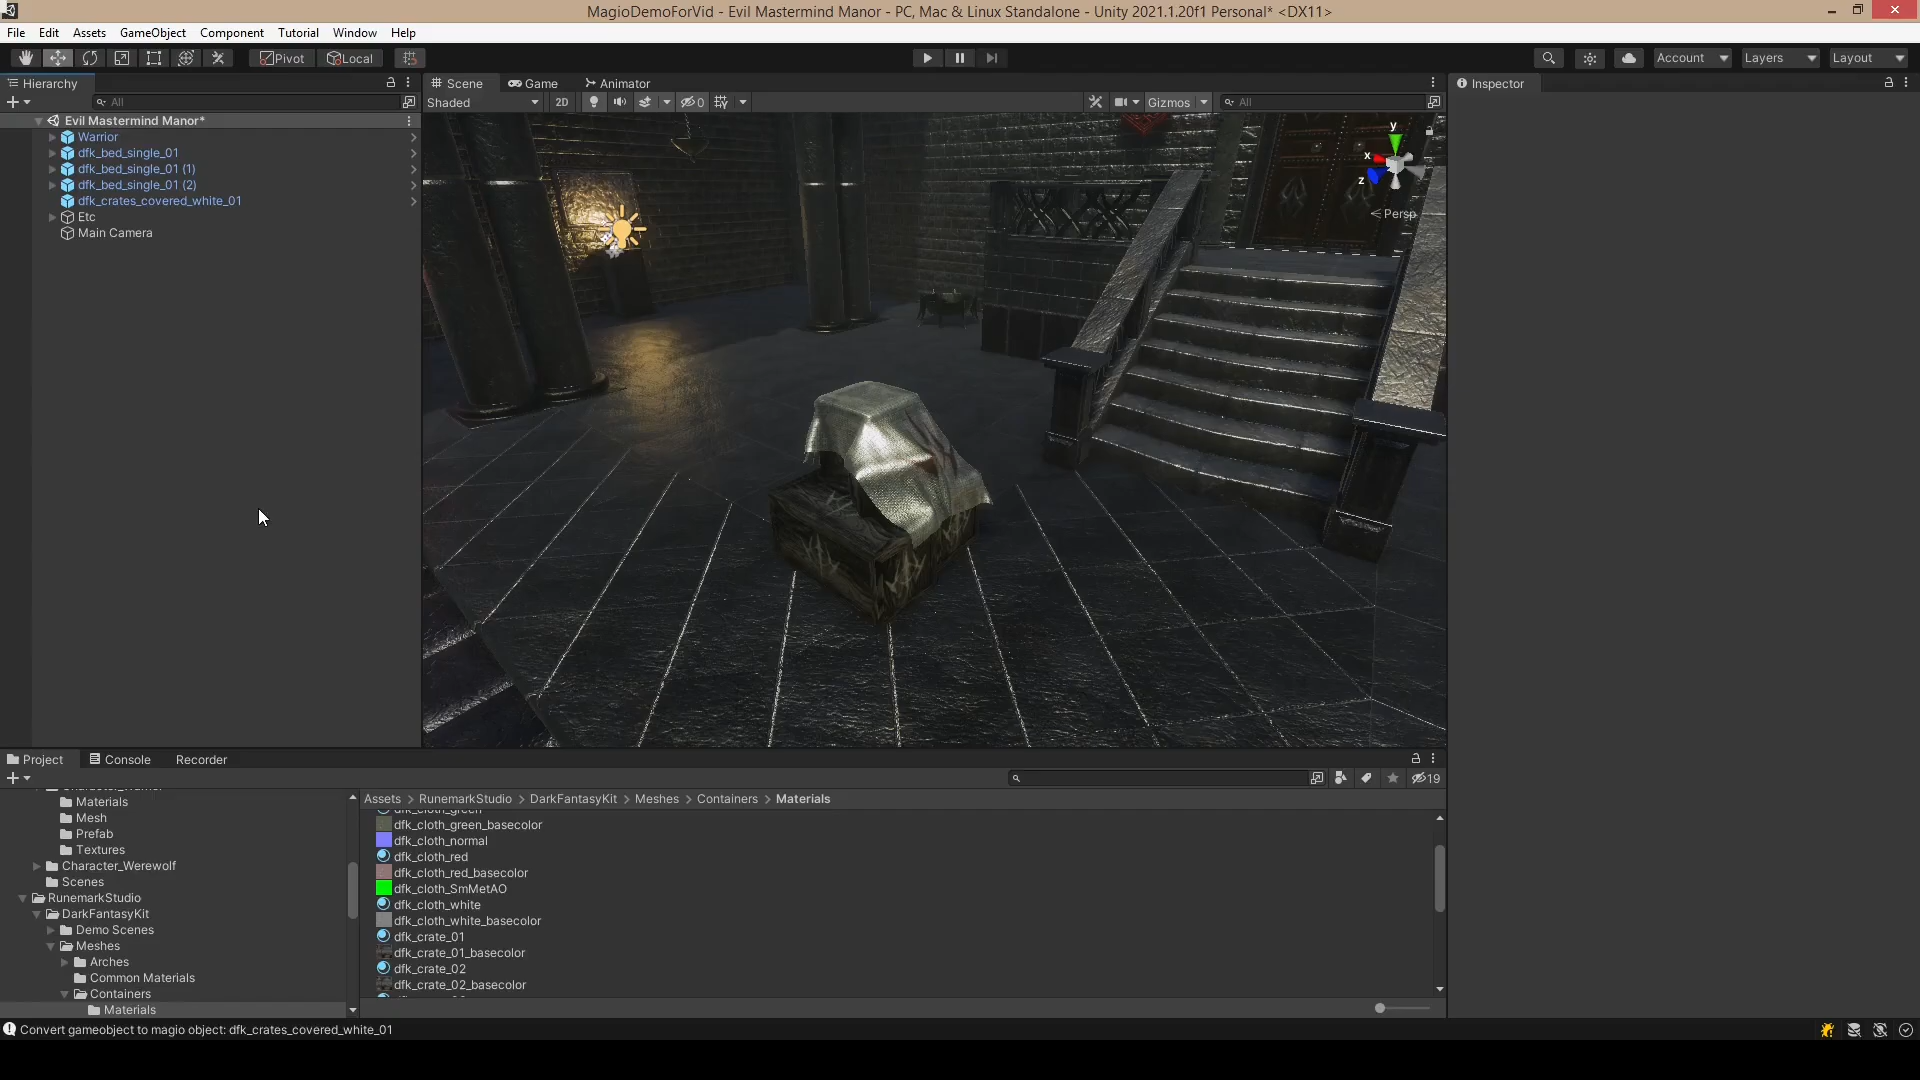 MagioDemoForVid - Evil Mastermind Manor - PC, Mac & Linux Standalone - Unity 2021.1.20f1 Personal* <DX11>
File Edit Assets GameObject Component Tutorial Window Help
Pivot Local Account Layers Layout
Hierarchy Scene Game Animator Inspector
All Shaded 2D 0 Gizmos All
Evil Mastermind Manor*
Warrior
dfk_bed_single_01
dfk_bed_single_01 (1)
dfk_bed_single_01 (2)
dfk_crates_covered_white_01
Etc
Main Camera
y
x
z
Persp
Project Console Recorder
19
Materials
Mesh
Prefab
Textures
Character_Werewolf
Scenes
RunemarkStudio
DarkFantasyKit
Demo Scenes
Meshes
Arches
Common Materials
Containers
Materials
Assets > RunemarkStudio > DarkFantasyKit > Meshes > Containers > Materials
dfk_cloth_green
dfk_cloth_green_basecolor
dfk_cloth_normal
dfk_cloth_red
dfk_cloth_red_basecolor
dfk_cloth_SmMetAO
dfk_cloth_white
dfk_cloth_white_basecolor
dfk_crate_01
dfk_crate_01_basecolor
dfk_crate_02
dfk_crate_02_basecolor
Convert gameobject to magio object: dfk_crates_covered_white_01